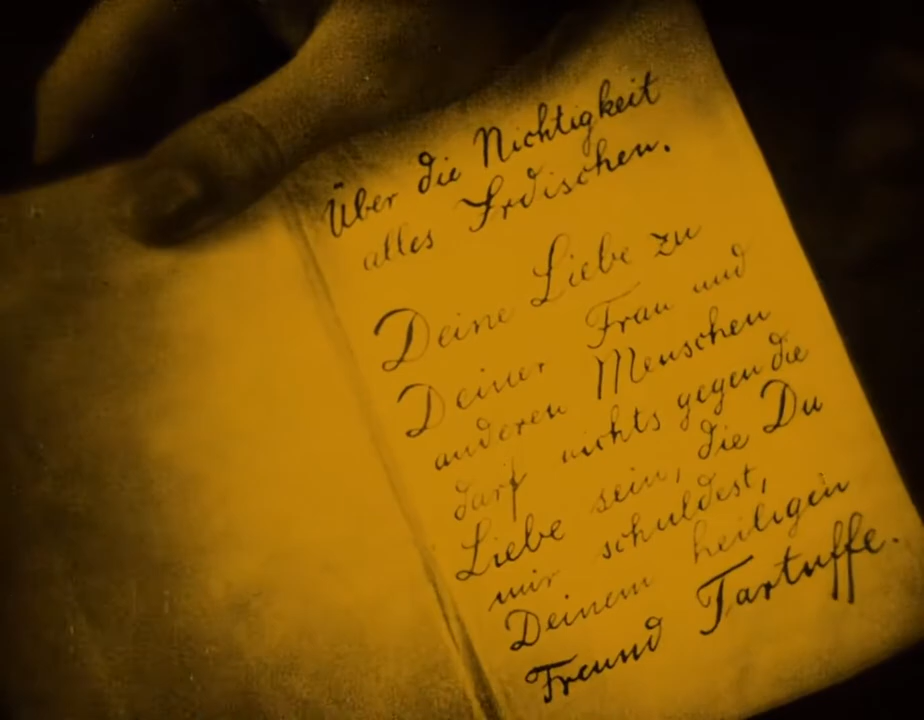 Über die Nichtigkeit
alles Irdischen.
Deine Liebe zu
Deiner Frau und
anderen Menschen
darf nichts gegen die
Liebe sein, die Du
mir schuldest,
Deinem heiligen
Freund Tartuffe.